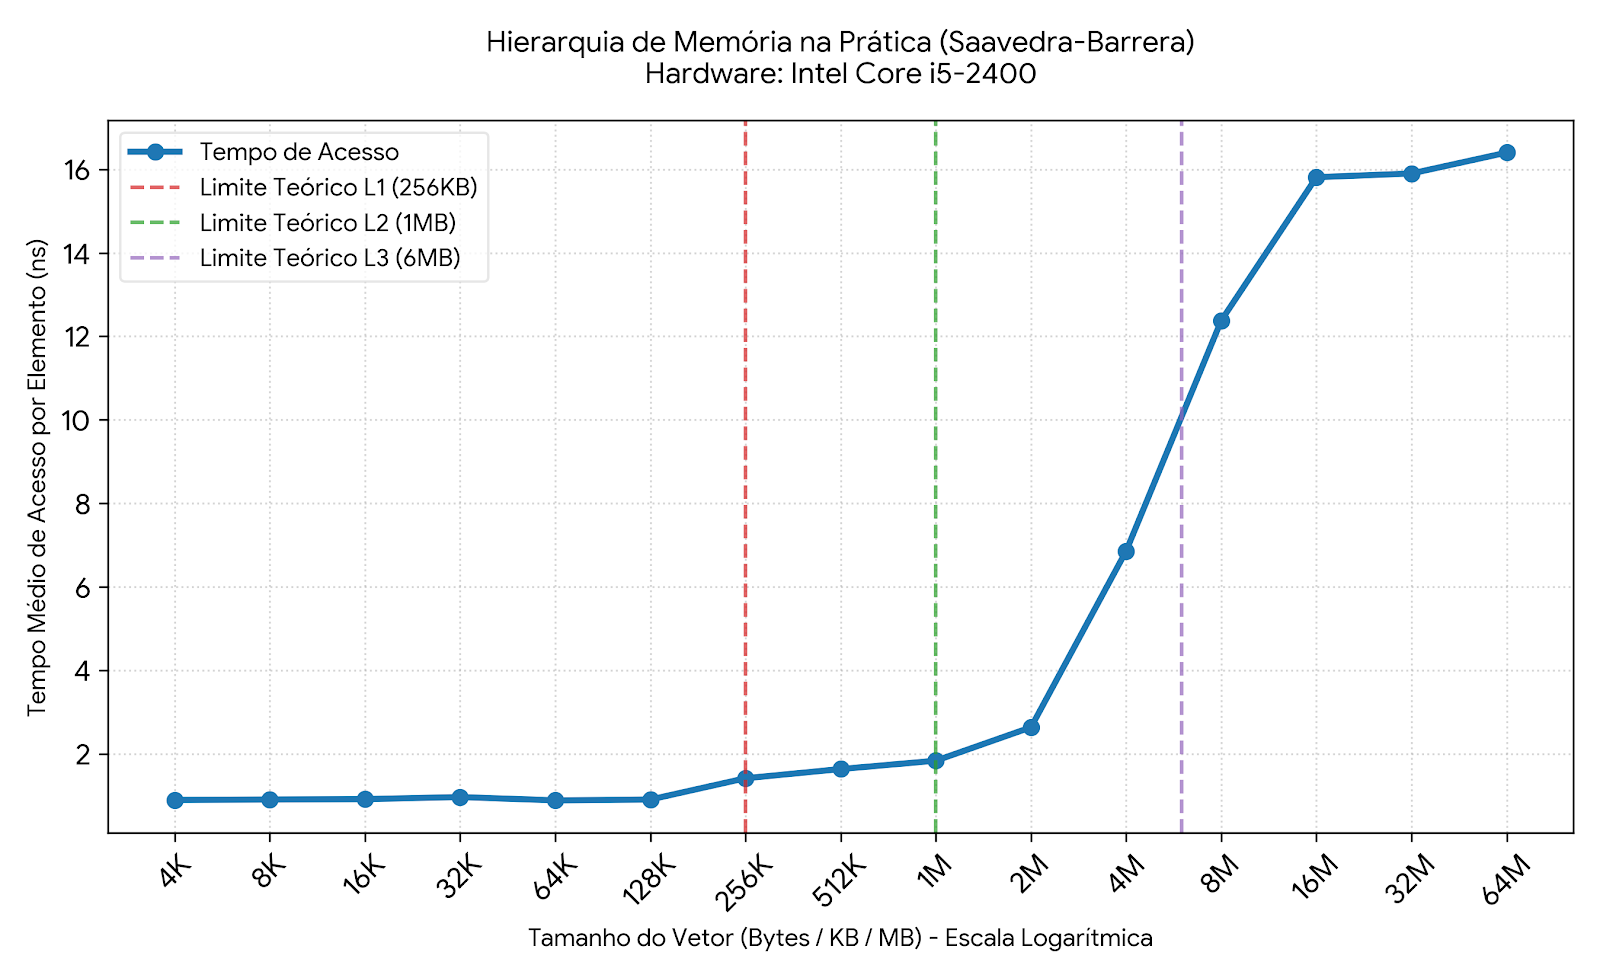 Hierarquia de Memória na Prática (Saavedra-Barrera)
Hardware: Intel Core i5-2400
Tempo de Acesso
Limite Teórico L1 (256KB)
Limite Teórico L2 (1MB)
Limite Teórico L3 (6MB)
Tempo Médio de Acesso por Elemento (ns)
16
14
12
10
8
6
4
2
4K
8K
16K
32K
64K
128K
256K
512K
1M
2M
4M
8M
16M
32M
64M
Tamanho do Vetor (Bytes / KB / MB) - Escala Logarítmica